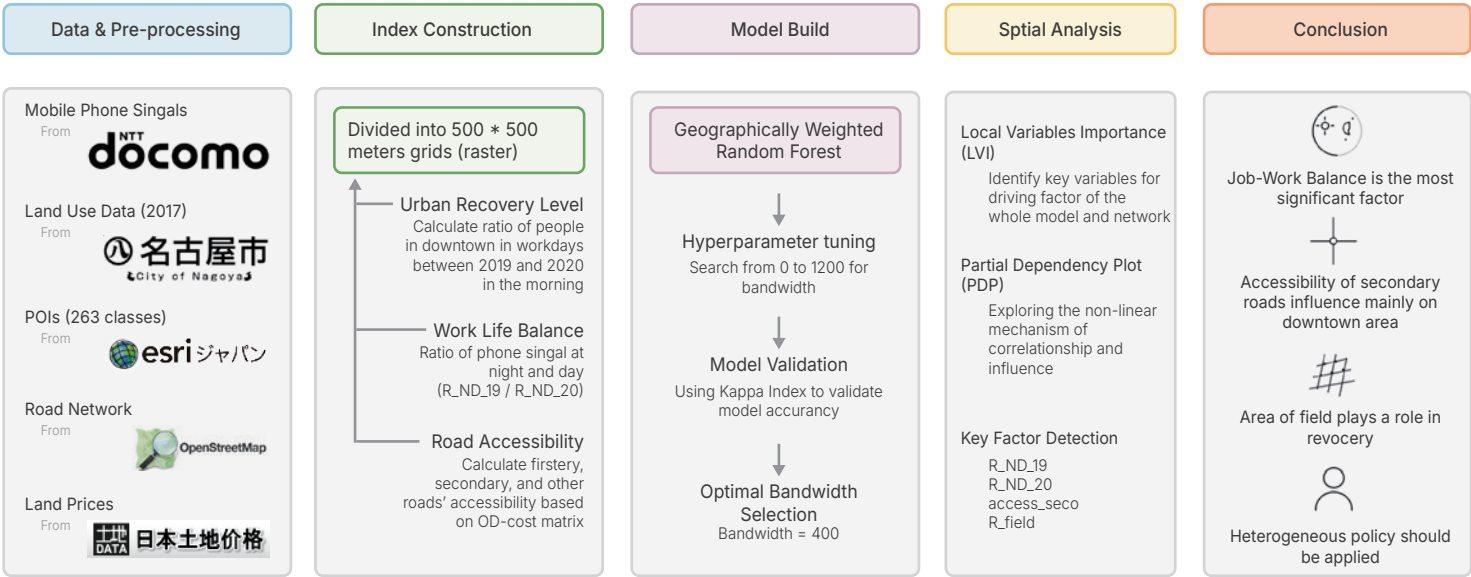 Data & Pre-processing
Mobile Phone Singals
From
NTT
döcomo
Land Use Data (2017)
From
八 名古屋市
City of Nagoya
POIs (263 classes)
From
esri ジャパン
Road Network
From
OpenStreetMap
Land Prices
From
土地
DATA
日本土地价格
Index Construction
Divided into 500 * 500
meters grids (raster)
Urban Recovery Level
Calculate ratio of people
in downtown in workdays
between 2019 and 2020
in the morning
Work Life Balance
Ratio of phone singal at
night and day
(R_ND_19 / R_ND_20)
Road Accessibility
Calculate firstery,
secondary, and other
roads' accessibility based
on OD-cost matrix
Model Build
Geographically Weighted
Random Forest
Hyperparameter tuning
Search from 0 to 1200 for
bandwidth
Model Validation
Using Kappa Index to validate
model accurancy
Optimal Bandwidth
Selection
Bandwidth = 400
Sptial Analysis
Local Variables Importance
(LVI)
Identify key variables for
driving factor of the
whole model and network
Partial Dependency Plot
(PDP)
Exploring the non-linear
mechanism of
correlationship and
influence
Key Factor Detection
R_ND_19
R_ND_20
access_seco
R_field
Conclusion
Job-Work Balance is the most
significant factor
Accessibility of secondary
roads influence mainly on
downtown area
Area of field plays a role in
revocery
Heterogeneous policy should
be applied